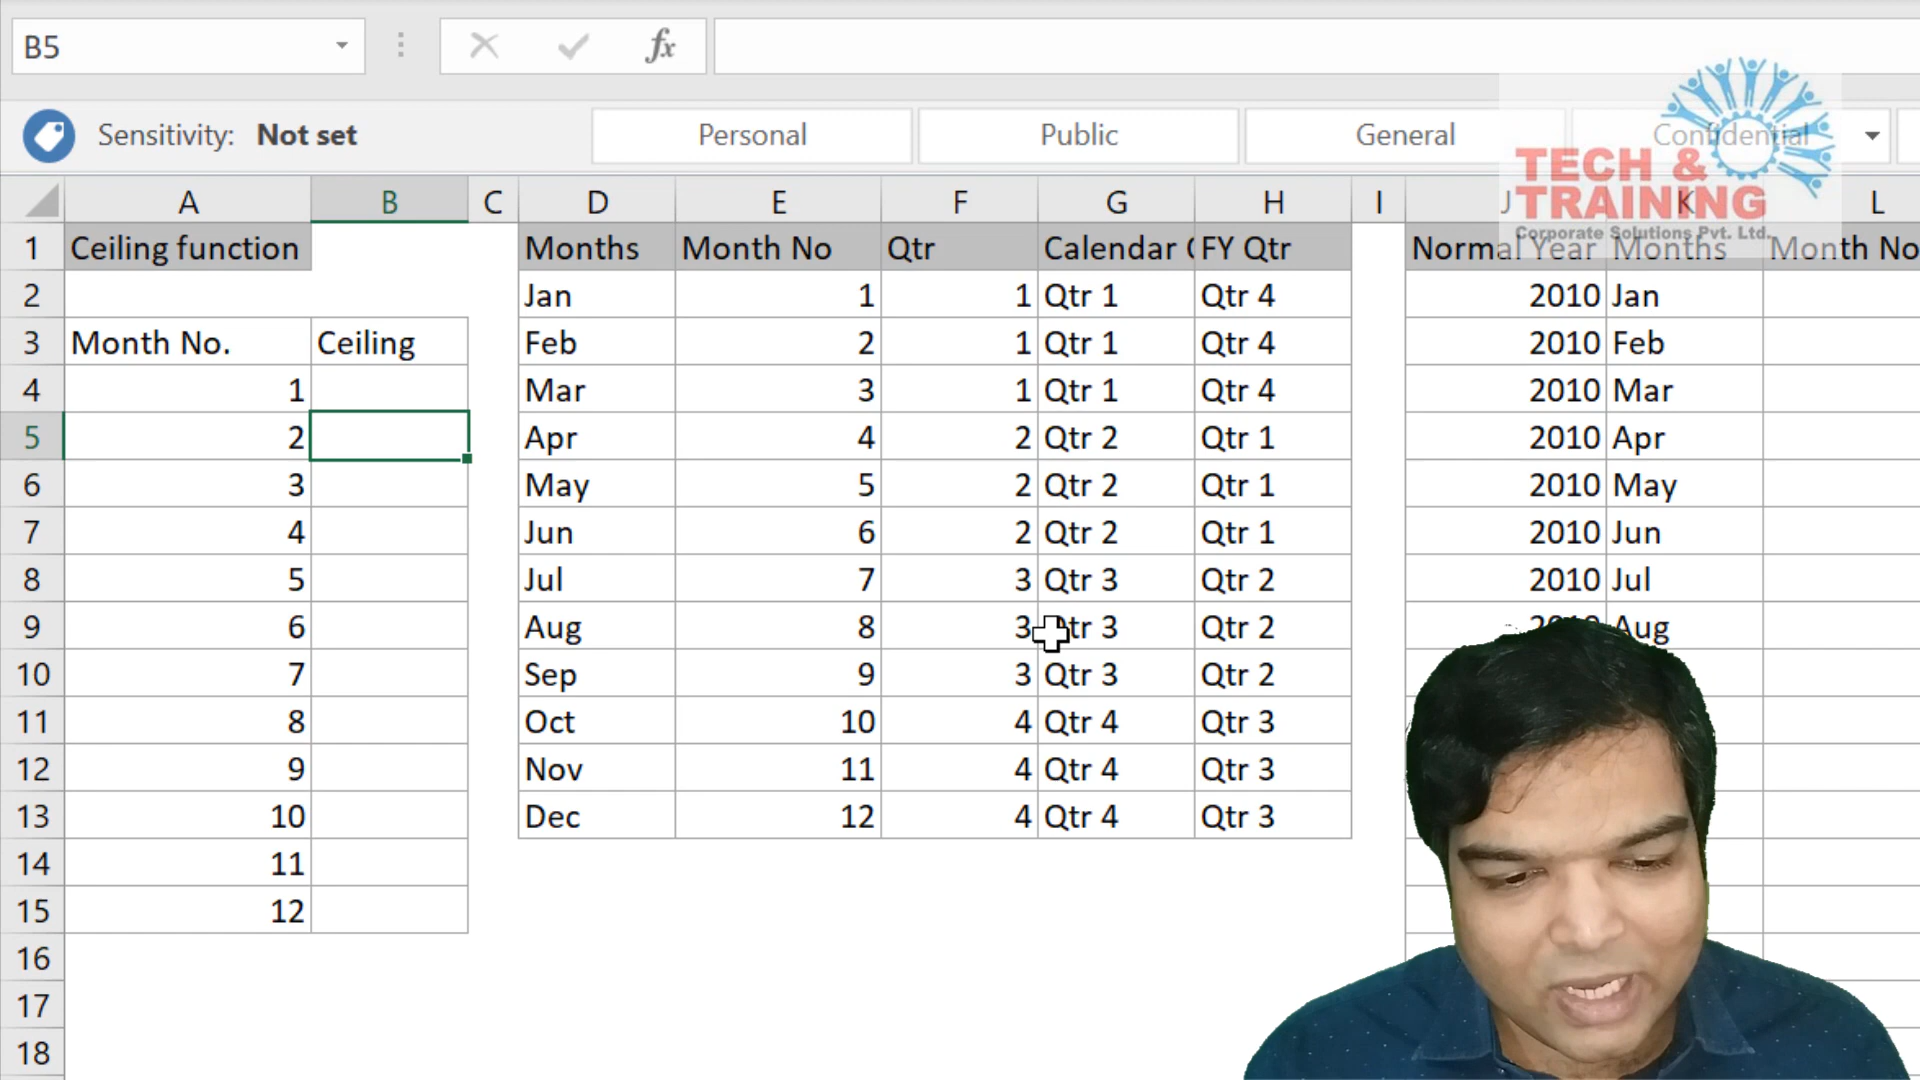 B5
fx
Sensitivity: Not set Personal Public General Confidential
TECH &
TRAINING
Corporate Solutions Pvt. Ltd.
A B C D E F G H I J K L
1 Ceiling function Months Month No Qtr Calendar FY Qtr Normal Year Months Month No
2 Jan 1 1 Qtr 1 Qtr 4 2010 Jan
3 Month No. Ceiling Feb 2 1 Qtr 1 Qtr 4 2010 Feb
4 1 Mar 3 1 Qtr 1 Qtr 4 2010 Mar
5 2 Apr 4 2 Qtr 2 Qtr 1 2010 Apr
6 3 May 5 2 Qtr 2 Qtr 1 2010 May
7 4 Jun 6 2 Qtr 2 Qtr 1 2010 Jun
8 5 Jul 7 3 Qtr 3 Qtr 2 2010 Jul
9 6 Aug 8 3 Qtr 3 Qtr 2 2010 Aug
10 7 Sep 9 3 Qtr 3 Qtr 2
11 8 Oct 10 4 Qtr 4 Qtr 3
12 9 Nov 11 4 Qtr 4 Qtr 3
13 10 Dec 12 4 Qtr 4 Qtr 3
14 11
15 12
16
17
18